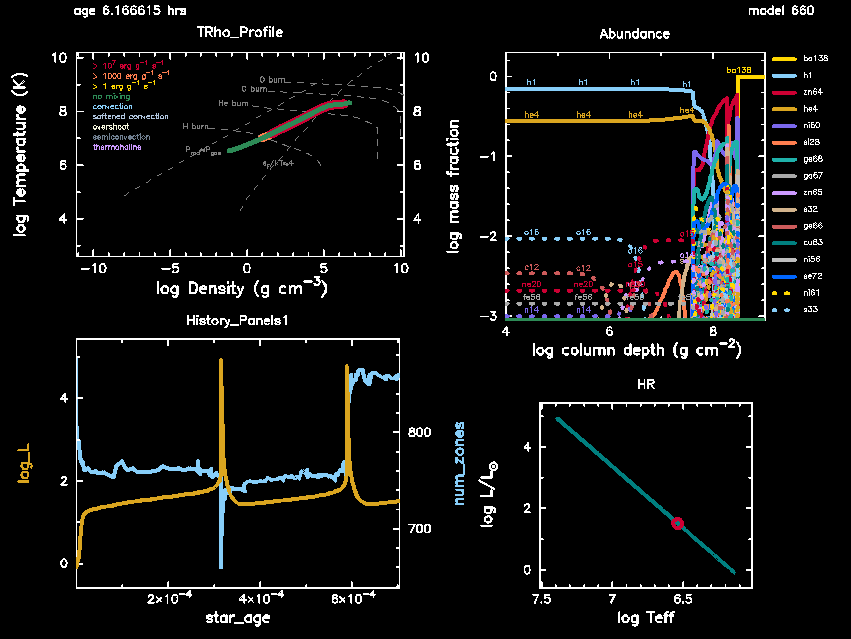 age 6.166615 hrs
model 660
TRho_Profile
> 10⁷ erg g⁻¹ s⁻¹
> 1000 erg g⁻¹ s⁻¹
> 1 erg g⁻¹ s⁻¹
no mixing
convection
softened convection
overshoot
semiconvection
thermohaline
O burn
C burn
He burn
H burn
10
8
6
4
10
8
6
4
log Temperature (K)
−10
−5
0
5
10
log Density (g cm⁻³)
Abundance
ba138
h1
h1
h1
h1
he4
he4
he4
he4
o16
o16
o16
c12
c12
ne20
ne20
fe56
fe56
fe56
n14
n14
n14
0
−1
−2
−3
log mass fraction
4
6
8
log column depth (g cm⁻²)
ba138
h1
zn64
he4
ni60
si28
ge68
ga67
zn65
s32
ge66
cu63
ni56
se72
ni61
s33
History_Panels1
4
2
0
log_L
800
700
num_zones
2×10⁻⁴
4×10⁻⁴
6×10⁻⁴
star_age
HR
4
2
0
log L/L☉
7.5
7
6.5
log Teff